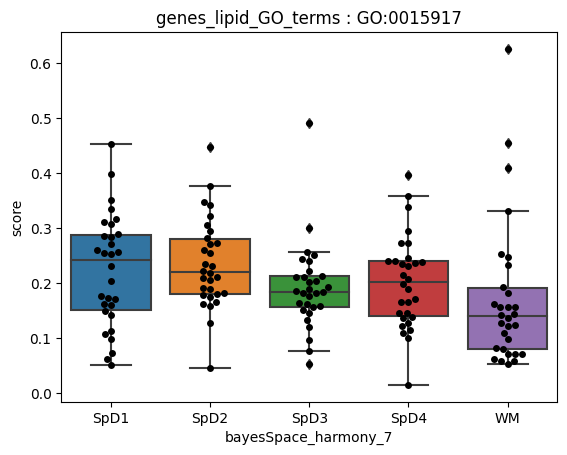 genes_lipid_GO_terms : GO:0015917
0.6
0.5
0.4
0.3
0.2
0.1
0.0
score
SpD1 SpD2 SpD3 SpD4 WM
bayesSpace_harmony_7